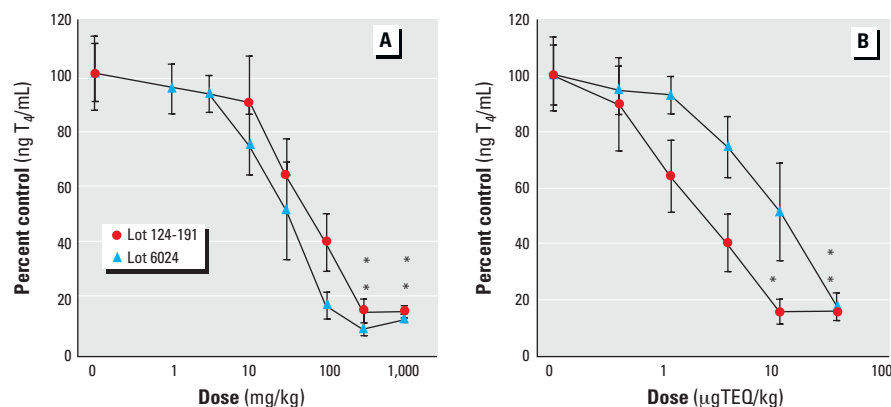 A
120
100
80
60
40
20
0
Percent control (ng T4/mL)
Lot 124-191
Lot 6024
* *
* *
0 1 10 100 1,000
Dose (mg/kg)
B
120
100
80
60
40
20
0
Percent control (ng T4/mL)
*
* *
0 1 10 100
Dose (μgTEQ/kg)